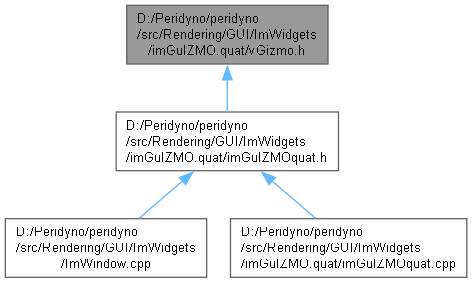 D:/Peridyno/peridyno
/src/Rendering/GUI/ImWidgets
/imGuIZMO.quat/vGizmo.h
D:/Peridyno/peridyno
/src/Rendering/GUI/ImWidgets
/imGuIZMO.quat/imGuIZMOquat.h
D:/Peridyno/peridyno
/src/Rendering/GUI/ImWidgets
/ImWindow.cpp
D:/Peridyno/peridyno
/src/Rendering/GUI/ImWidgets
/imGuIZMO.quat/imGuIZMOquat.cpp